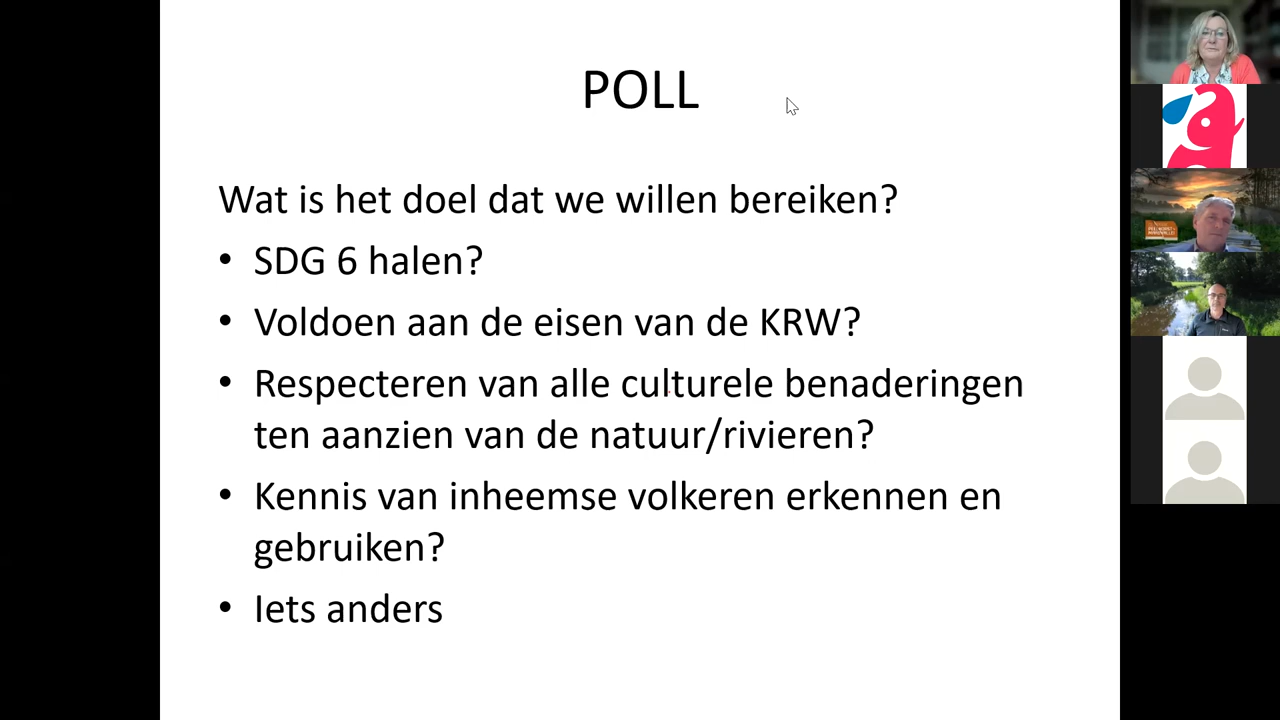 POLL
Wat is het doel dat we willen bereiken?
• SDG 6 halen?
• Voldoen aan de eisen van de KRW?
• Respecteren van alle culturele benaderingen
ten aanzien van de natuur/rivieren?
• Kennis van inheemse volkeren erkennen en
gebruiken?
• Iets anders